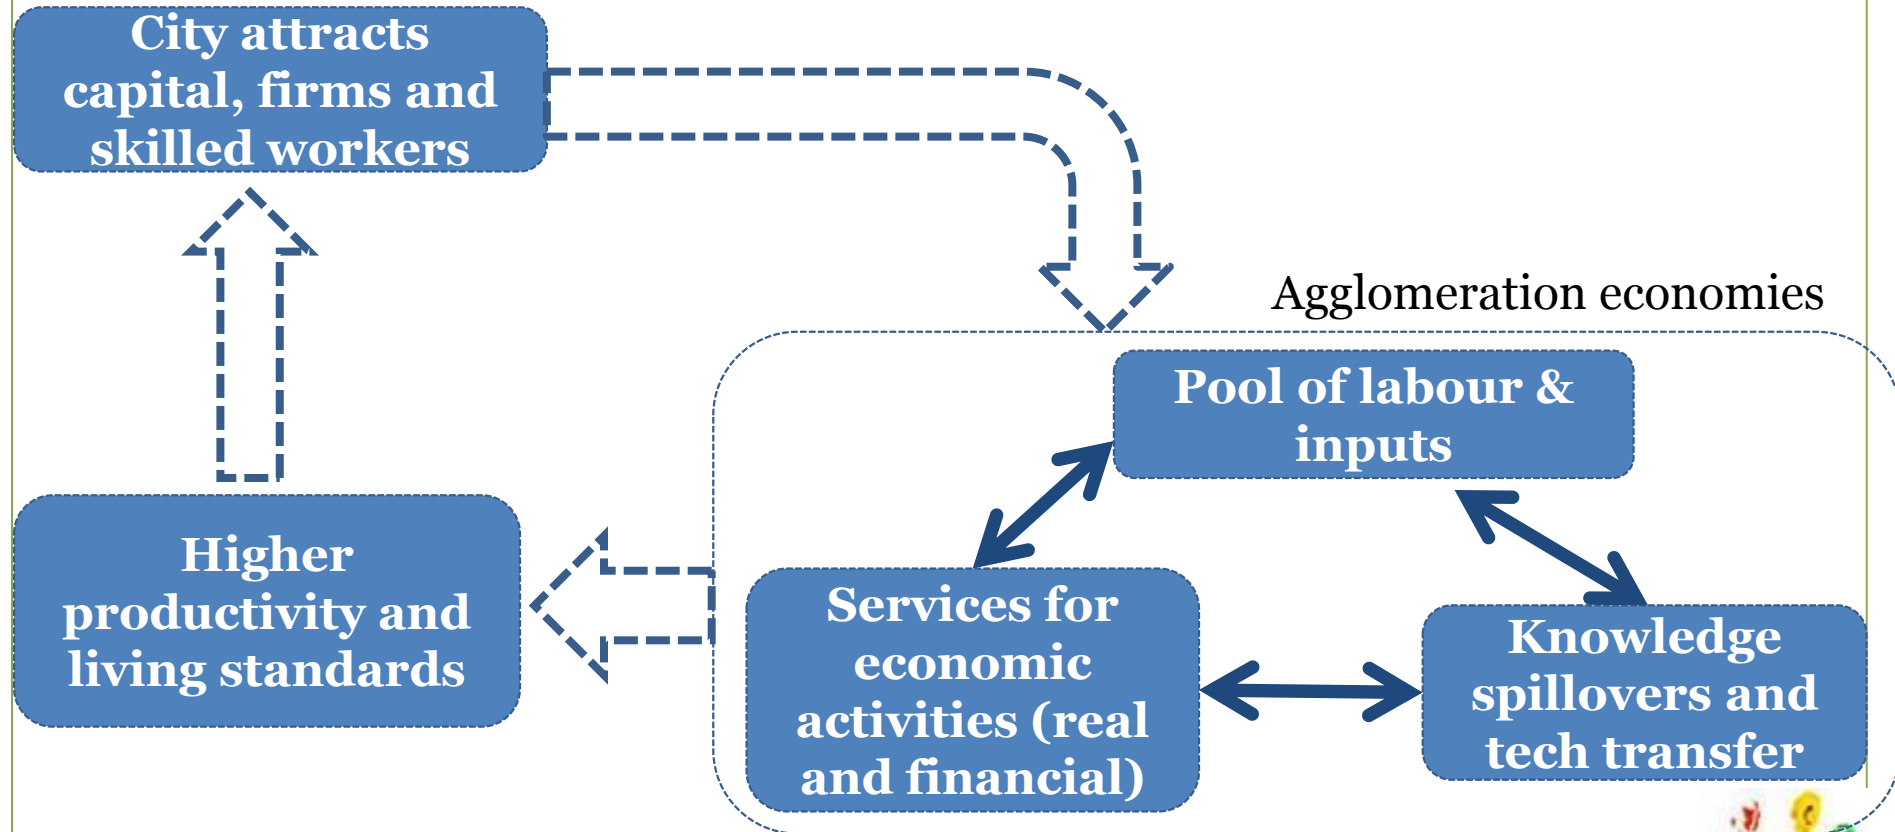 City attracts
capital, firms and
skilled workers
Agglomeration economies
Pool of labour &
inputs
Higher
productivity and
living standards
Services for
economic
activities (real
and financial)
Knowledge
spillovers and
tech transfer